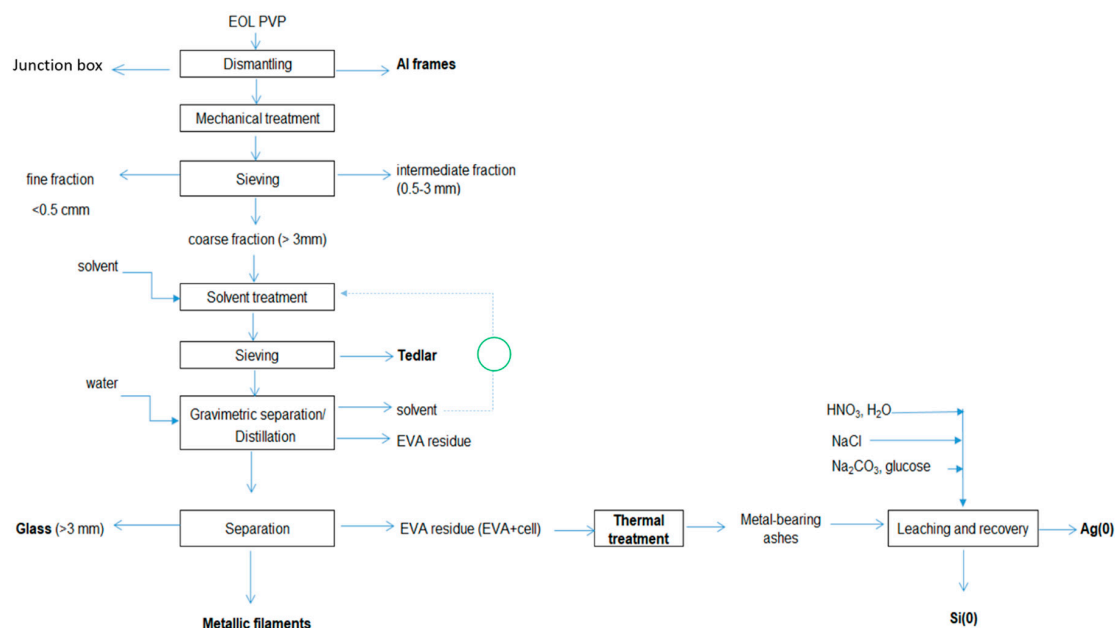 EOL PVP
Junction box
Dismantling
Al frames
Mechanical treatment
fine fraction
<0.5 cmm
Sieving
intermediate fraction
(0.5-3 mm)
coarse fraction (> 3mm)
solvent
Solvent treatment
Sieving
Tedlar
water
Gravimetric separation/
Distillation
solvent
EVA residue
HNO₃, H₂O
NaCl
Na₂CO₃, glucose
Glass (>3 mm)
Separation
EVA residue (EVA+cell)
Thermal
treatment
Metal-bearing
ashes
Leaching and recovery
Ag(0)
Metallic filaments
Si(0)